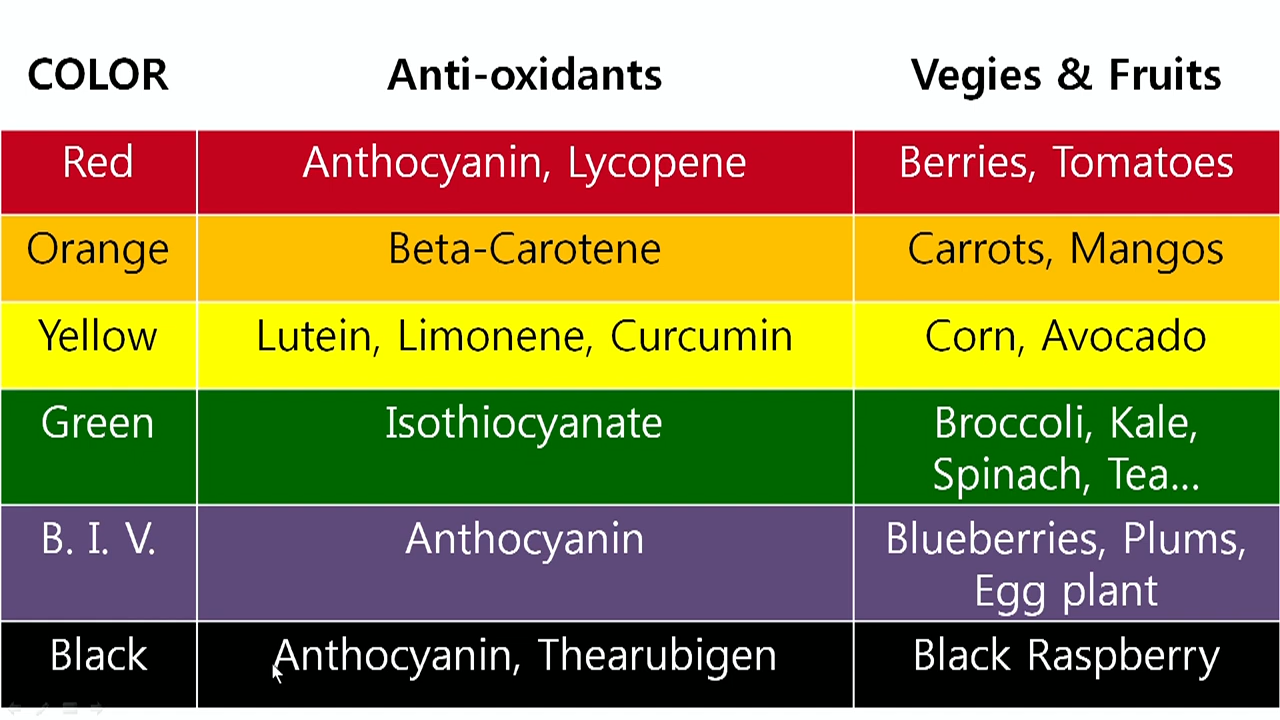 COLOR Anti-oxidants Vegies & Fruits
Red Anthocyanin, Lycopene Berries, Tomatoes
Orange Beta-Carotene Carrots, Mangos
Yellow Lutein, Limonene, Curcumin Corn, Avocado
Green Isothiocyanate Broccoli, Kale,
Spinach, Tea...
B. I. V. Anthocyanin Blueberries, Plums,
Egg plant
Black Anthocyanin, Thearubigen Black Raspberry